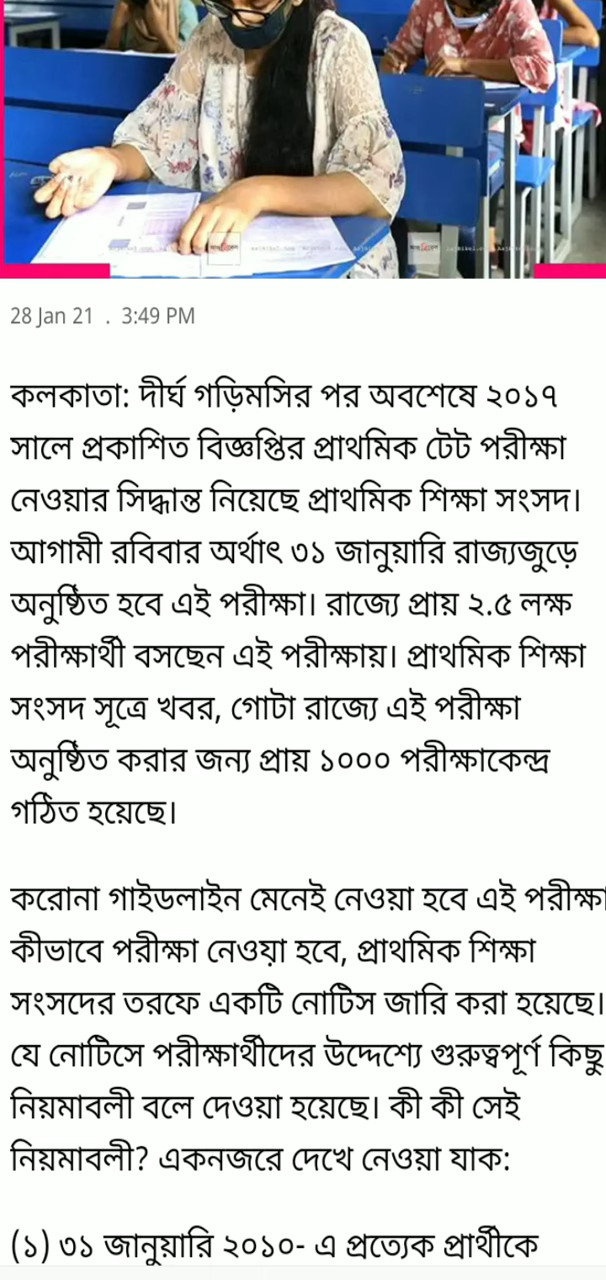 28 Jan 21 . 3:49 PM
কলকাতা: দীর্ঘ গড়িমসির পর অবশেষে ২০১৭
সালে প্রকাশিত বিজ্ঞপ্তির প্রাথমিক টেট পরীক্ষা
নেওয়ার সিদ্ধান্ত নিয়েছে প্রাথমিক শিক্ষা সংসদ।
আগামী রবিবার অর্থাৎ ৩১ জানুয়ারি রাজ্যজুড়ে
অনুষ্ঠিত হবে এই পরীক্ষা। রাজ্যে প্রায় ২.৫ লক্ষ
পরীক্ষার্থী বসছেন এই পরীক্ষায়। প্রাথমিক শিক্ষা
সংসদ সূত্রে খবর, গোটা রাজ্যে এই পরীক্ষা
অনুষ্ঠিত করার জন্য প্রায় ১০০০ পরীক্ষাকেন্দ্র
গঠিত হয়েছে।
করোনা গাইডলাইন মেনেই নেওয়া হবে এই পরীক্ষা
কীভাবে পরীক্ষা নেওয়া হবে, প্রাথমিক শিক্ষা
সংসদের তরফে একটি নোটিস জারি করা হয়েছে।
যে নোটিসে পরীক্ষার্থীদের উদ্দেশ্যে গুরুত্বপূর্ণ কিছু
নিয়মাবলী বলে দেওয়া হয়েছে। কী কী সেই
নিয়মাবলী? একনজরে দেখে নেওয়া যাক:
(১) ৩১ জানুয়ারি ২০১০- এ প্রত্যেক প্রার্থীকে